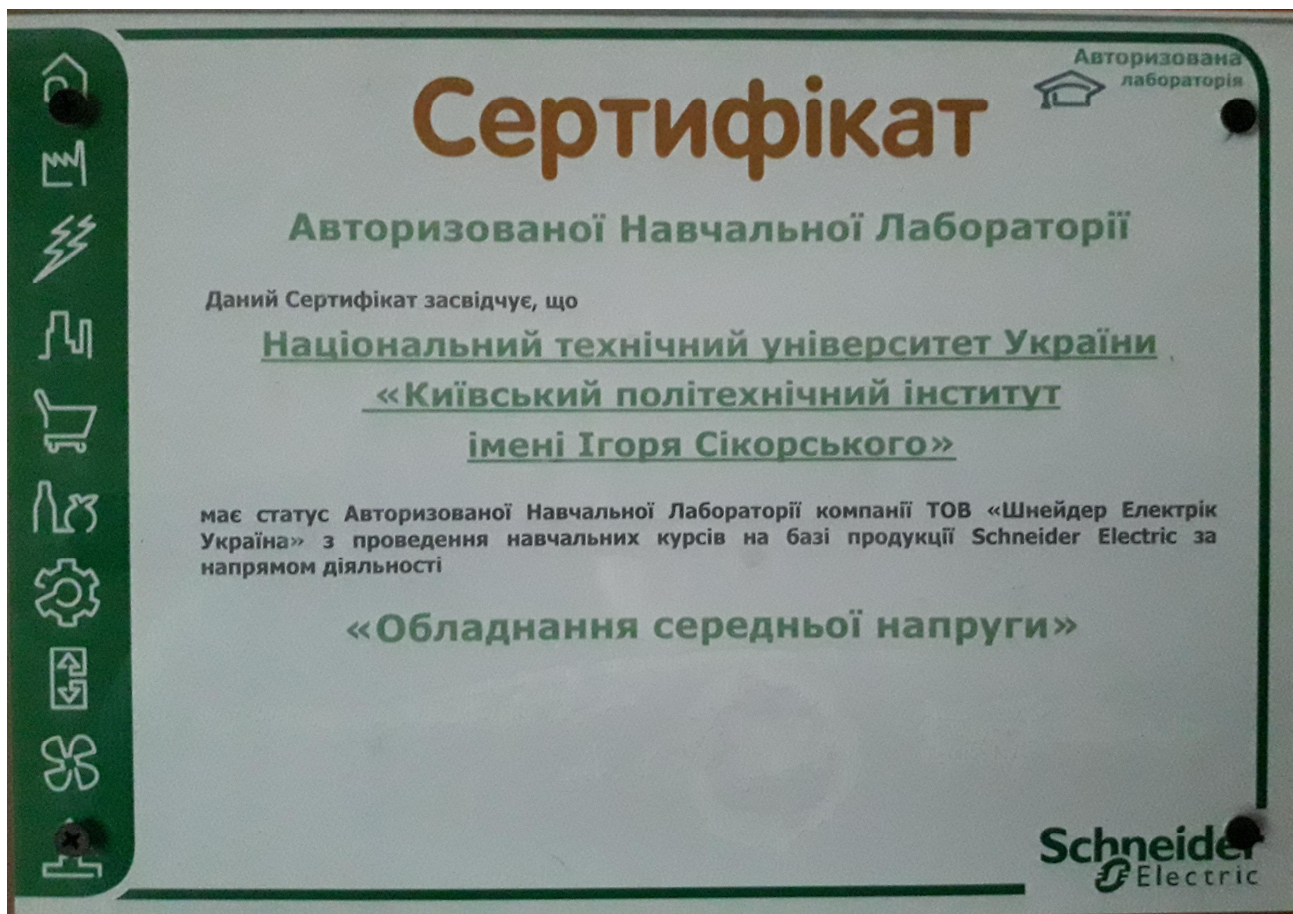 Авторизована
лабораторія
Сертифікат
Авторизованої Навчальної Лабораторії
Даний Сертифікат засвідчує, що
Національний технічний університет України
«Київський політехнічний інститут
імені Ігоря Сікорського»
має статус Авторизованої Навчальної Лабораторії компанії ТОВ «Шнейдер Електрік
Україна» з проведення навчальних курсів на базі продукції Schneider Electric за
напрямом діяльності
«Обладнання середньої напруги»
Schneider
Electric